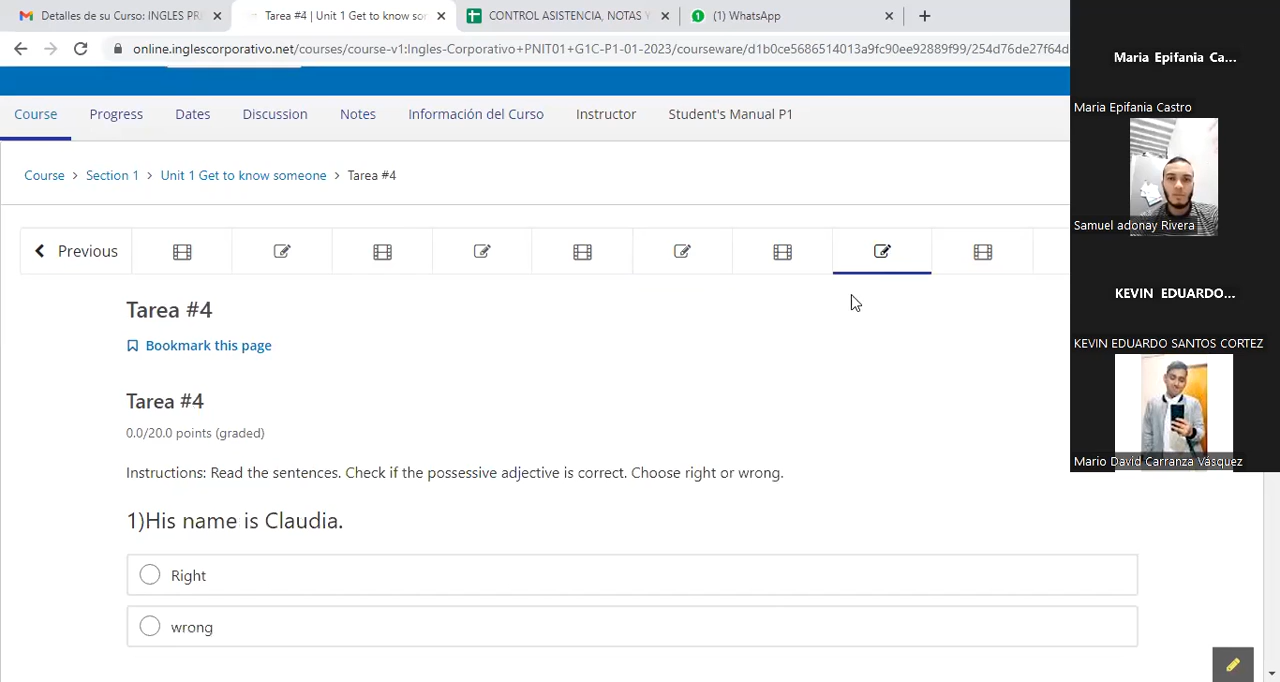 Detalles de su Curso: INGLES PRE
Tarea #4 | Unit 1 Get to know so
CONTROL ASISTENCIA, NOTAS Y
1 (1) WhatsApp
online.inglescorporativo.net/courses/course-v1:Ingles-Corporativo+PNIT01+G1C-P1-01-2023/courseware/d1b0ce5686514013a9fc90ee92889f99/254d76de27f64d
Course Progress Dates Discussion Notes Información del Curso Instructor Student's Manual P1
Course > Section 1 > Unit 1 Get to know someone > Tarea #4
Previous
Tarea #4
Bookmark this page
Tarea #4
0.0/20.0 points (graded)
Instructions: Read the sentences. Check if the possessive adjective is correct. Choose right or wrong.
1)His name is Claudia.
Right
wrong
Maria Epifania Ca...
Maria Epifania Castro
Samuel adonay Rivera
KEVIN EDUARDO...
KEVIN EDUARDO SANTOS CORTEZ
Mario David Carranza Vásquez